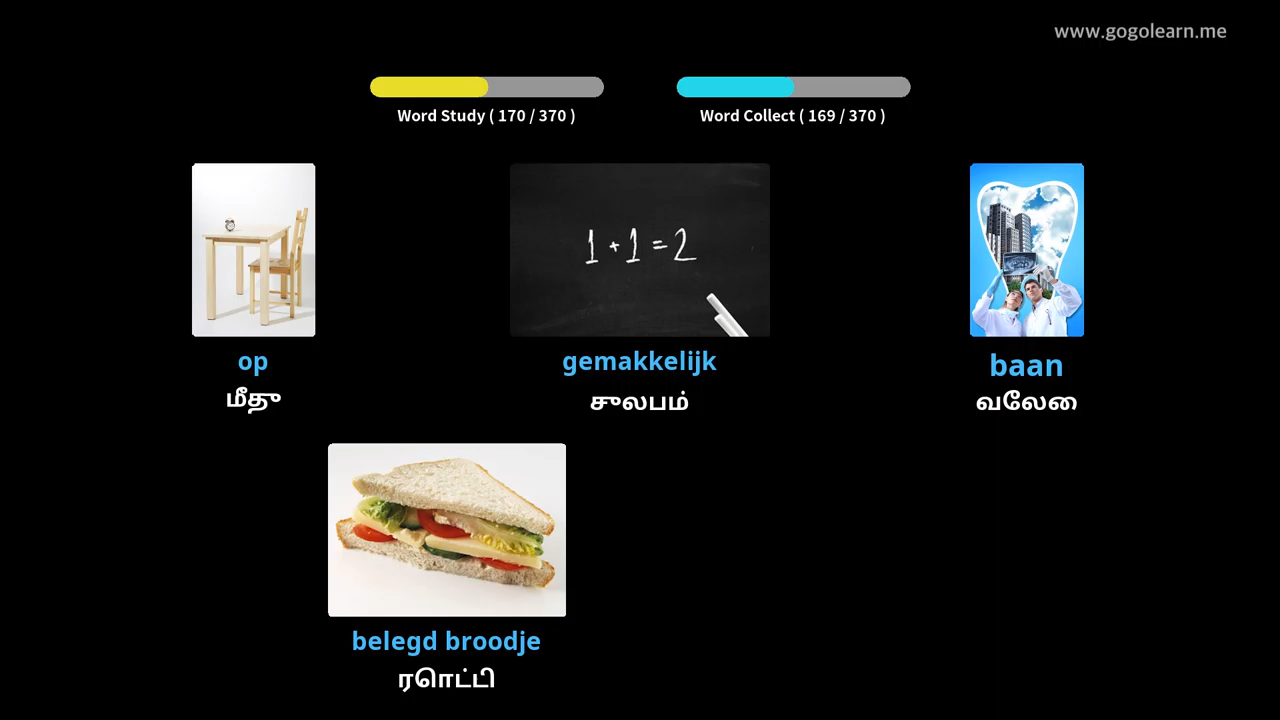 www.gogolearn.me
Word Study ( 170 / 370 )
Word Collect ( 169 / 370 )
1+1=2
op
gemakkelijk
baan
மீது
சுலபம்
வேலை
belegd broodje
ரொட்டி